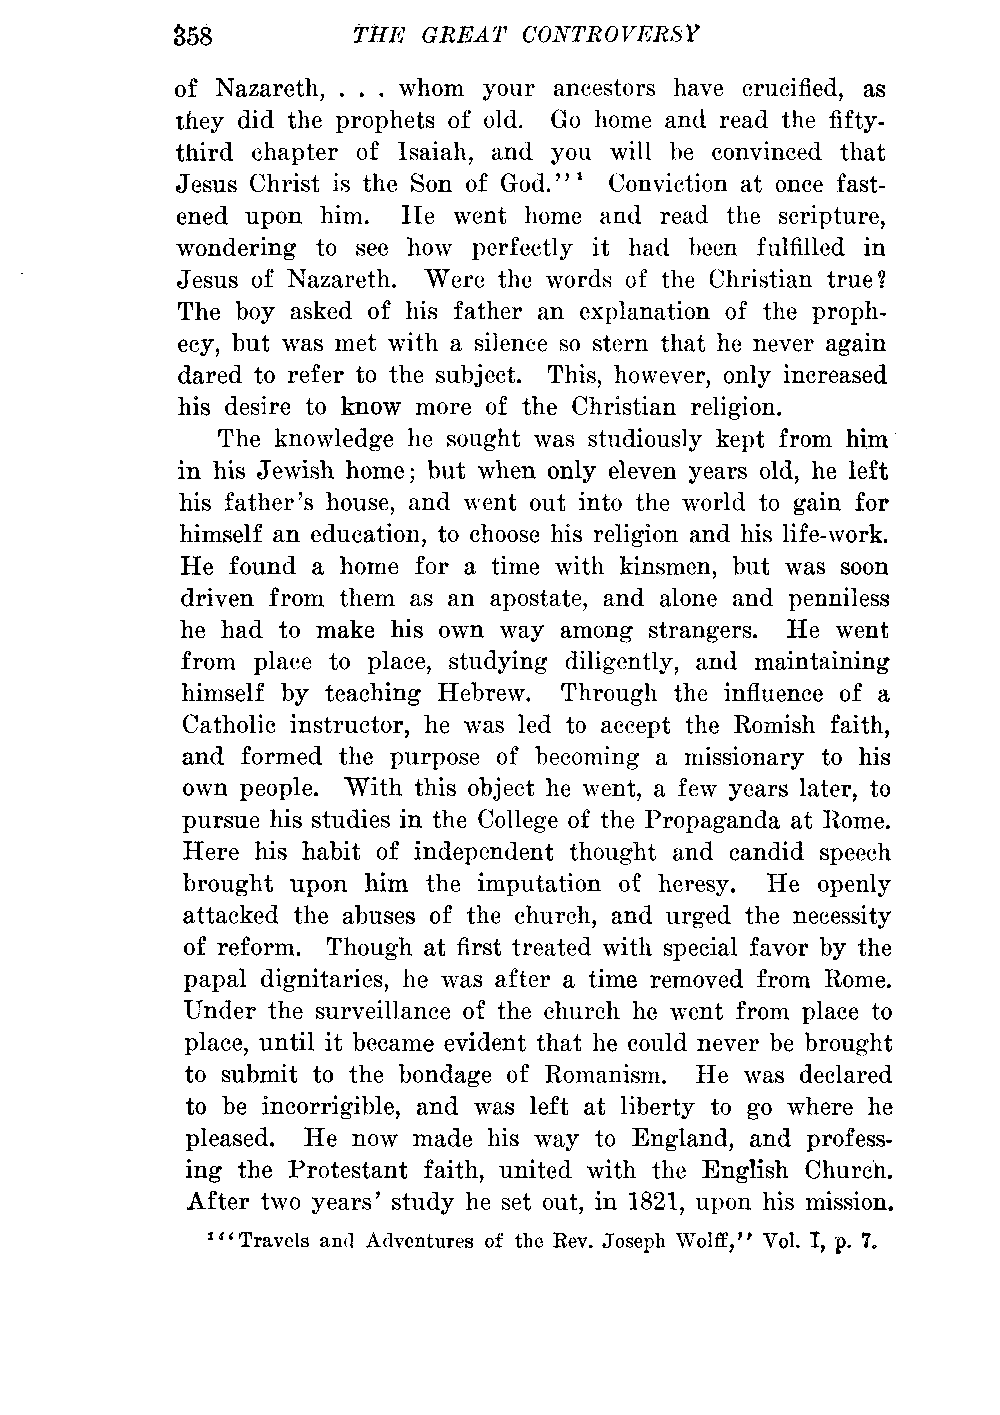 358 THE GREAT CONTROVERSY
of Nazareth, . . . whom your ancestors have crucified, as
they did the prophets of old. Go home and read the fifty-
third chapter of Isaiah, and you will be convinced that
Jesus Christ is the Son of God."¹ Conviction at once fast-
ened upon him. He went home and read the scripture,
wondering to see how perfectly it had been fulfilled in
Jesus of Nazareth. Were the words of the Christian true?
The boy asked of his father an explanation of the proph-
ecy, but was met with a silence so stern that he never again
dared to refer to the subject. This, however, only increased
his desire to know more of the Christian religion.
The knowledge he sought was studiously kept from him
in his Jewish home; but when only eleven years old, he left
his father's house, and went out into the world to gain for
himself an education, to choose his religion and his life-work.
He found a home for a time with kinsmen, but was soon
driven from them as an apostate, and alone and penniless
he had to make his own way among strangers. He went
from place to place, studying diligently, and maintaining
himself by teaching Hebrew. Through the influence of a
Catholic instructor, he was led to accept the Romish faith,
and formed the purpose of becoming a missionary to his
own people. With this object he went, a few years later, to
pursue his studies in the College of the Propaganda at Rome.
Here his habit of independent thought and candid speech
brought upon him the imputation of heresy. He openly
attacked the abuses of the church, and urged the necessity
of reform. Though at first treated with special favor by the
papal dignitaries, he was after a time removed from Rome.
Under the surveillance of the church he went from place to
place, until it became evident that he could never be brought
to submit to the bondage of Romanism. He was declared
to be incorrigible, and was left at liberty to go where he
pleased. He now made his way to England, and profess-
ing the Protestant faith, united with the English Church.
After two years' study he set out, in 1821, upon his mission.
¹"Travels and Adventures of the Rev. Joseph Wolff," Vol. I, p. 7.